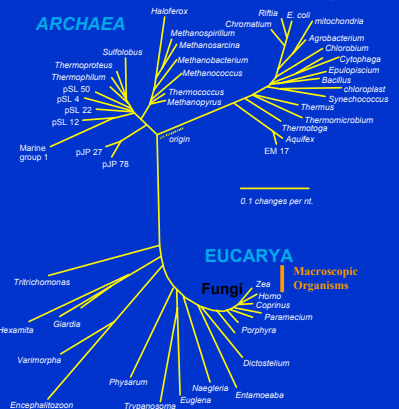 ARCHAEA
Haloferox
Riftia
E. coli
Chromatium
mitochondria
Methanospirillum
Methanosarcina
Agrobacterium
Chlorobium
Sulfolobus
Methanobacterium
Cytophaga
Thermoproteus
Methanococcus
Epulopiscium
Thermophilum
Bacillus
pSL 50
Thermococcus
chloroplast
pSL 4
Methanopyrus
Synechococcus
pSL 22
Thermus
pSL 12
Thermomicrobium
Thermotoga
origin
Aquifex
Marine
group 1
pJP 27
EM 17
pJP 78
0.1 changes per nt.
EUCARYA
Macroscopic
Organisms
Tritrichomonas
Fungi
Zea
Homo
Coprinus
Paramecium
Hexamita
Giardia
Porphyra
Varimorpha
Dictostelium
Physarum
Naegleria
Entamoeaba
Encephalitozoon
Trypanosoma
Euglena